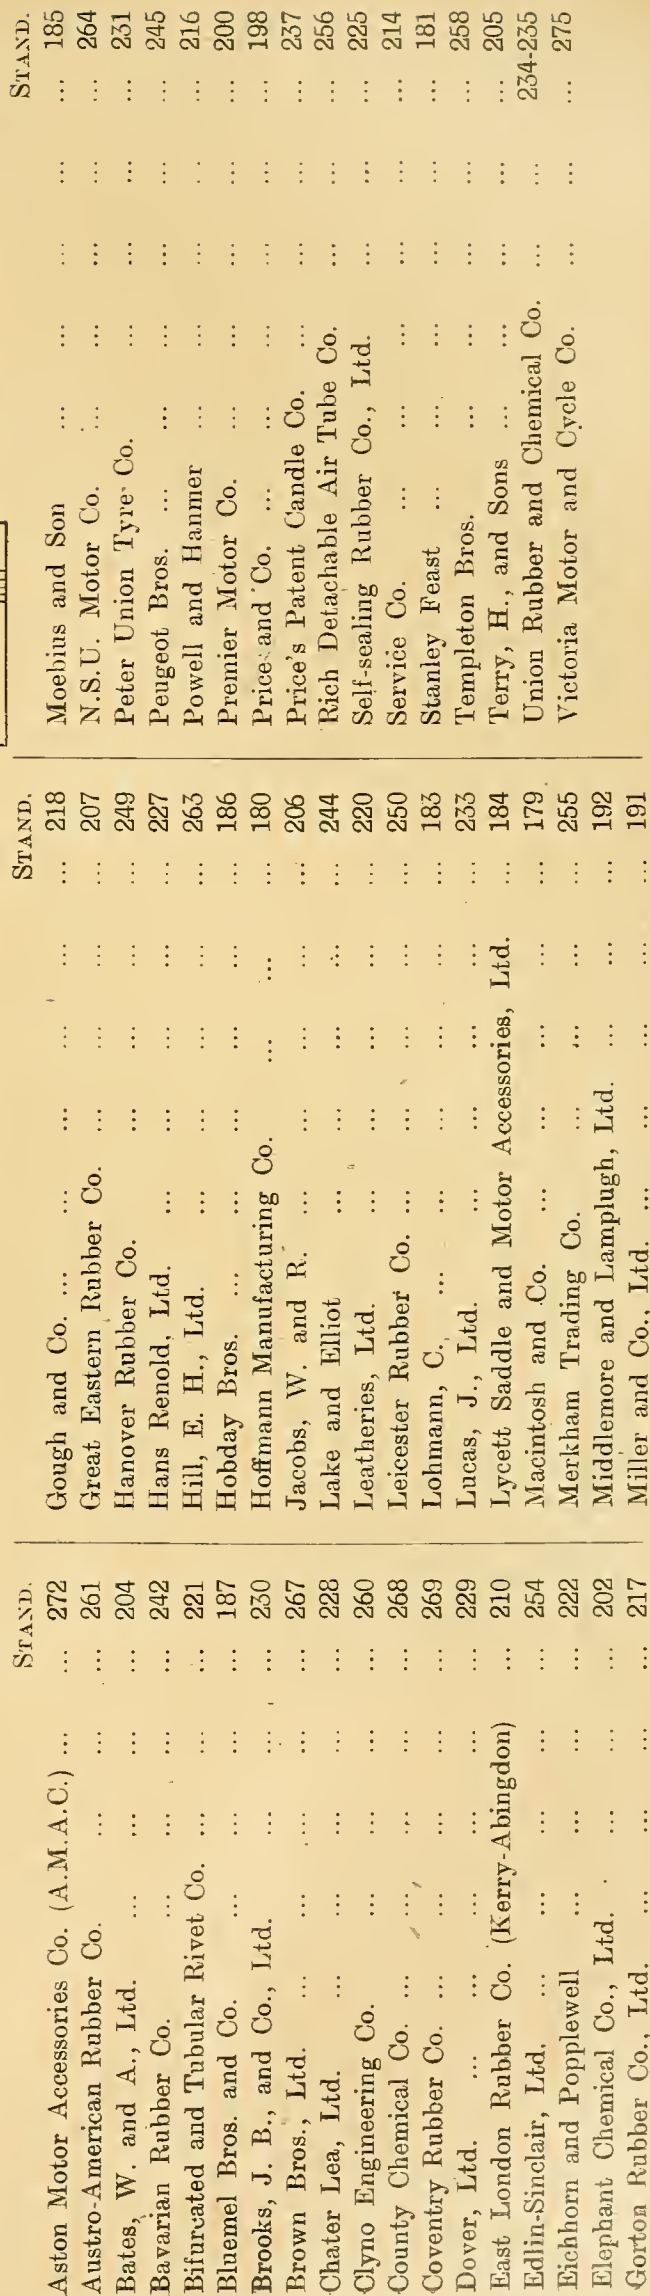 STAND.
Aston Motor Accessories Co. (A.M.A.C.) ... ... 272
Austro-American Rubber Co. ... ... ... 261
Bates, W. and A., Ltd. ... ... ... ... 204
Bavarian Rubber Co. ... ... ... ... 242
Bifurcated and Tubular Rivet Co. ... ... ... 221
Bluemel Bros. and Co. ... ... ... ... 187
Brooks, J. B., and Co., Ltd. ... ... ... 230
Brown Bros., Ltd. ... ... ... ... ... 267
Chater Lea, Ltd. ... ... ... ... ... 228
Clyno Engineering Co. ... ... ... ... 260
County Chemical Co. ... ... ... ... ... 268
Coventry Rubber Co. ... ... ... ... ... 269
Dover, Ltd. ... ... ... ... ... ... 229
East London Rubber Co. (Kerry-Abingdon) ... 210
Edlin-Sinclair, Ltd. ... ... ... ... ... 254
Eichhorn and Popplewell ... ... ... ... 222
Elephant Chemical Co., Ltd. . ... ... ... 202
Gorton Rubber Co., Ltd. ... ... ... ... 217
STAND.
Gough and Co. ... ... ... ... ... ... 218
Great Eastern Rubber Co. ... ... ... ... 207
Hanover Rubber Co. ... ... ... ... 249
Hans Renold, Ltd. ... ... ... ... ... 227
Hill, E. H., Ltd. ... ... ... ... ... 263
Hobday Bros. ... ... ... ... ... ... 186
Hoffmann Manufacturing Co. ... ... ... 180
Jacobs, W. and R. ... ... ... ... ... 206
Lake and Elliot ... ... ... ... ... 244
Leatheries, Ltd. ... ... ... ... ... 220
Leicester Rubber Co. ... ... ... ... ... 250
Lohmann, C., ... ... ... ... ... ... 183
Lucas, J., Ltd. ... ... ... ... ... 233
Lycett Saddle and Motor Accessories, Ltd. ... 184
Macintosh and Co. ... ... ... ... ... 179
Merkham Trading Co. ... ... ... ... 255
Middlemore and Lamplugh, Ltd. ... ... ... 192
Miller and Co., Ltd. ... ... ... ... ... 191
STAND.
Moebius and Son ... ... ... ... ... 185
N.S.U. Motor Co. ... ... ... ... ... 264
Peter Union Tyre Co. ... ... ... ... 231
Peugeot Bros. ... ... ... ... ... ... 245
Powell and Hanmer ... ... ... ... ... 216
Premier Motor Co. ... ... ... ... ... 200
Price and Co. ... ... ... ... ... ... 198
Price's Patent Candle Co. ... ... ... ... 237
Rich Detachable Air Tube Co. ... ... ... 256
Self-sealing Rubber Co., Ltd. ... ... ... 225
Service Co. ... ... ... ... ... ... 214
Stanley Feast ... ... ... ... ... ... 181
Templeton Bros. ... ... ... ... ... 258
Terry, H., and Sons ... ... ... ... ... 205
Union Rubber and Chemical Co. ... ... 234-235
Victoria Motor and Cycle Co. ... ... ... 275